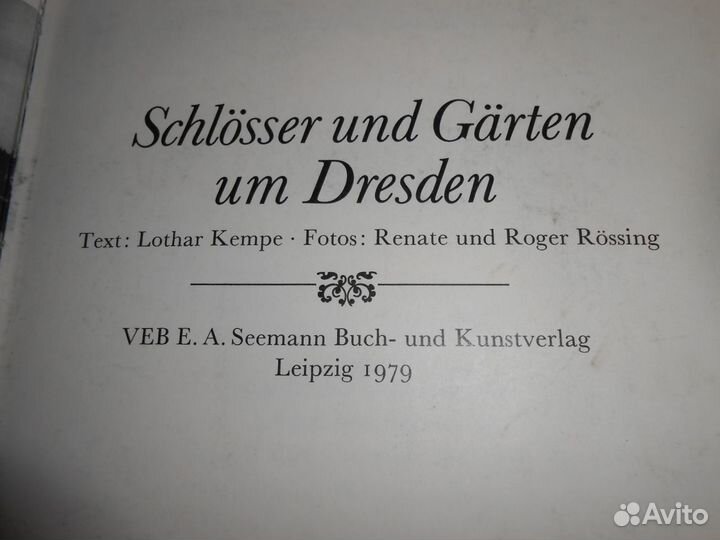 Schlösser und Gärten
um Dresden
Text: Lothar Kempe · Fotos: Renate und Roger Rössing
VEB E. A. Seemann Buch- und Kunstverlag
Leipzig 1979
Avito